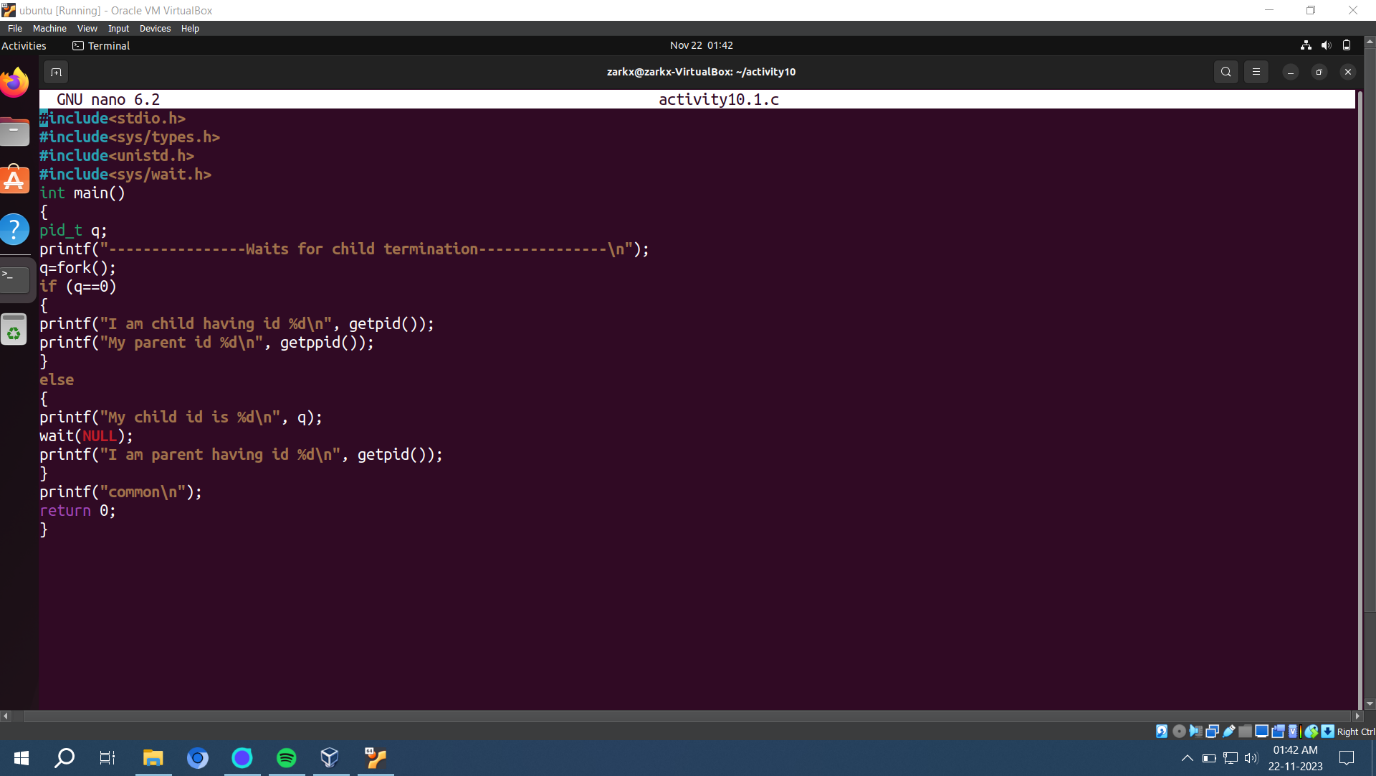 ubuntu [Running] - Oracle VM VirtualBox
File Machine View Input Devices Help
Activities Terminal Nov 22 01:42
zarkx@zarkx-VirtualBox: ~/activity10
GNU nano 6.2 activity10.1.c
#include<stdio.h>
#include<sys/types.h>
#include<unistd.h>
#include<sys/wait.h>
int main()
{
pid_t q;
printf("----------------Waits for child termination---------------\n");
q=fork();
if (q==0)
{
printf("I am child having id %d\n", getpid());
printf("My parent id %d\n", getppid());
}
else
{
printf("My child id is %d\n", q);
wait(NULL);
printf("I am parent having id %d\n", getpid());
}
printf("common\n");
return 0;
}
Right Ctrl
01:42 AM
22-11-2023